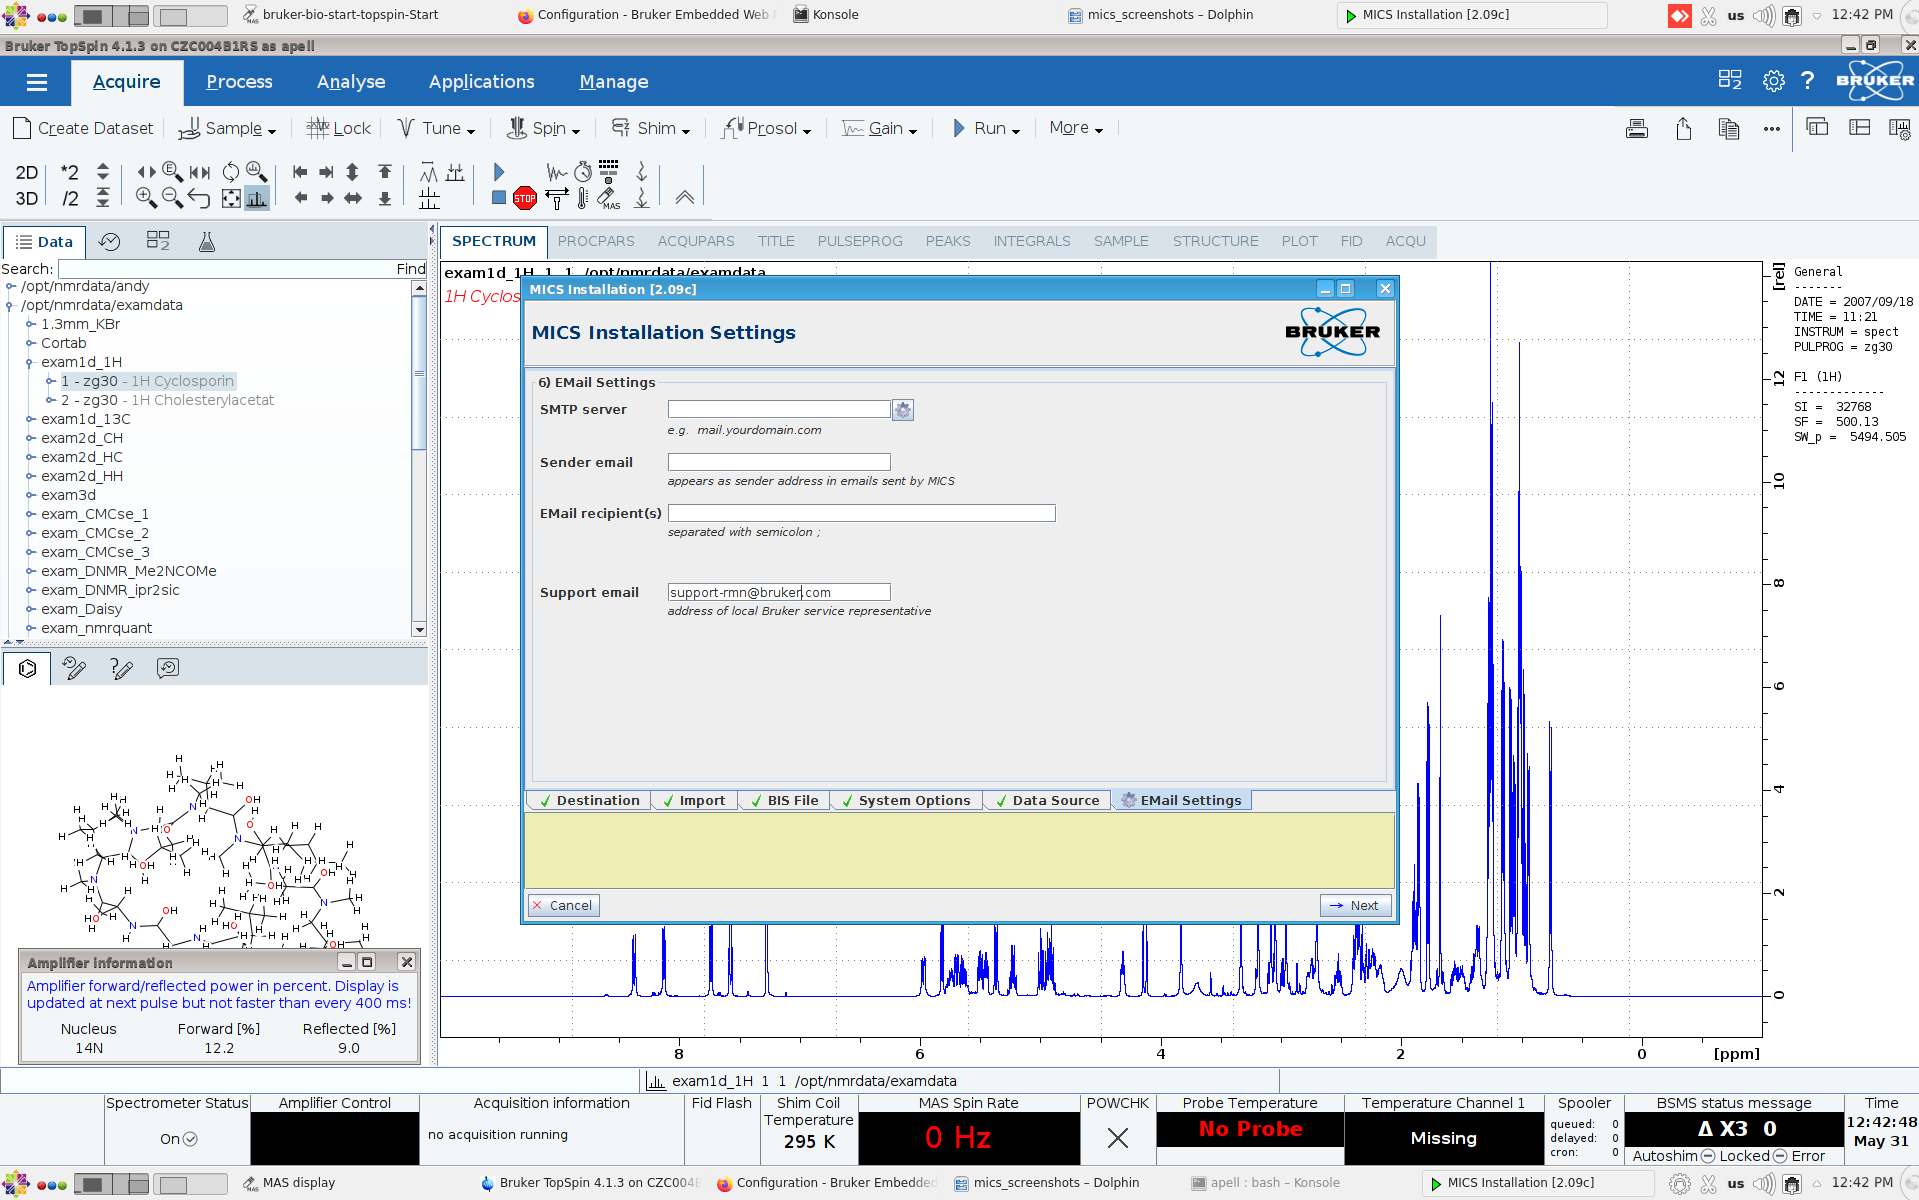 bruker-bio-start-topspin-Start
Configuration - Bruker Embedded Web
Konsole
mics_screenshots – Dolphin
MICS Installation [2.09c]
us
12:42 PM
Bruker TopSpin 4.1.3 on CZC004B1RS as apell
Acquire
Process
Analyse
Applications
Manage
BRUKER
Create Dataset
Sample
Lock
Tune
Spin
Shim
Prosol
Gain
Run
More
2D
*2
3D
/2
STOP
MAS
Data
SPECTRUM
PROCPARS
ACQUPARS
TITLE
PULSEPROG
PEAKS
INTEGRALS
SAMPLE
STRUCTURE
PLOT
FID
ACQU
Search:
Find
/opt/nmrdata/andy
/opt/nmrdata/examdata
1.3mm_KBr
Cortab
exam1d_1H
1 - zg30 - 1H Cyclosporin
2 - zg30 - 1H Cholesterylacetat
exam1d_13C
exam2d_CH
exam2d_HC
exam2d_HH
exam3d
exam_CMCse_1
exam_CMCse_2
exam_CMCse_3
exam_DNMR_Me2NCOMe
exam_DNMR_ipr2sic
exam_Daisy
exam_nmrquant
exam1d_1H 1 1 /opt/nmrdata/examdata
1H Cyclos
MICS Installation [2.09c]
MICS Installation Settings
BRUKER
6) EMail Settings
SMTP server
e.g. mail.yourdomain.com
Sender email
appears as sender address in emails sent by MICS
EMail recipient(s)
separated with semicolon ;
Support email
support-rmn@bruker.com
address of local Bruker service representative
Destination
Import
BIS File
System Options
Data Source
EMail Settings
Cancel
Next
[rel]
12
10
8
6
4
2
0
8
6
4
2
0
[ppm]
General
-------
DATE = 2007/09/18
TIME = 11:21
INSTRUM = spect
PULPROG = zg30
F1 (1H)
-------------
SI = 32768
SF = 500.13
SW_p = 5494.505
Amplifier information
Amplifier forward/reflected power in percent. Display is
updated at next pulse but not faster than every 400 ms!
Nucleus
Forward [%]
Reflected [%]
14N
12.2
9.0
exam1d_1H 1 1 /opt/nmrdata/examdata
Spectrometer Status
On
Amplifier Control
Acquisition information
no acquisition running
Fid Flash
Shim Coil
Temperature
295 K
MAS Spin Rate
0 Hz
POWCHK
Probe Temperature
No Probe
Temperature Channel 1
Missing
Spooler
queued: 0
delayed: 0
cron: 0
BSMS status message
Δ X3 0
Autoshim
Locked
Error
Time
12:42:48
May 31
MAS display
Bruker TopSpin 4.1.3 on CZC004B
Configuration - Bruker Embedded
mics_screenshots – Dolphin
apell : bash – Konsole
MICS Installation [2.09c]
us
12:42 PM